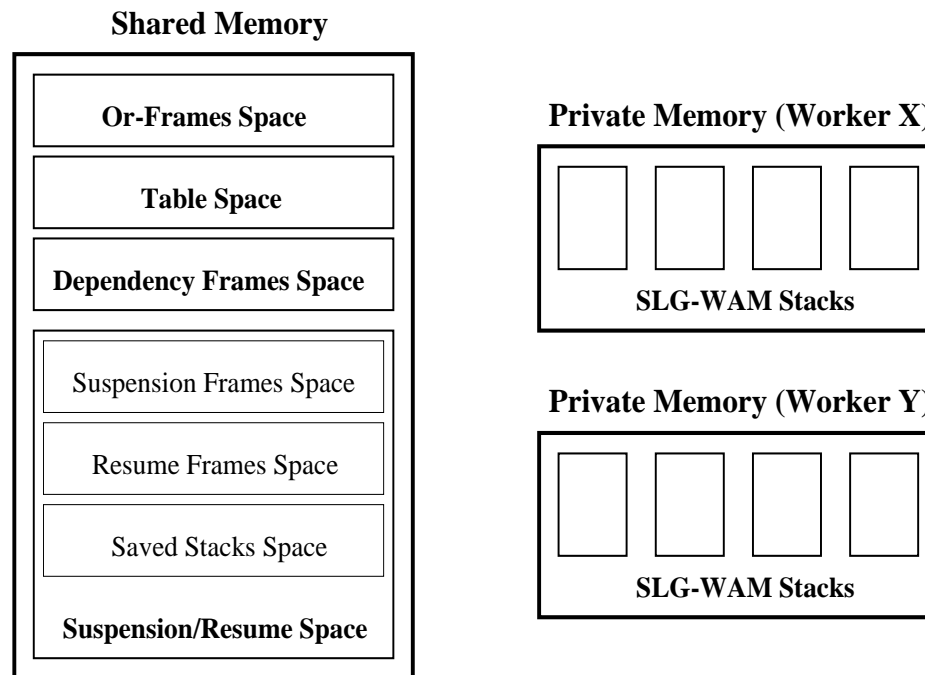 Shared Memory
Or-Frames Space
Table Space
Dependency Frames Space
Suspension Frames Space
Resume Frames Space
Saved Stacks Space
Suspension/Resume Space
Private Memory (Worker X)
SLG-WAM Stacks
Private Memory (Worker Y)
SLG-WAM Stacks